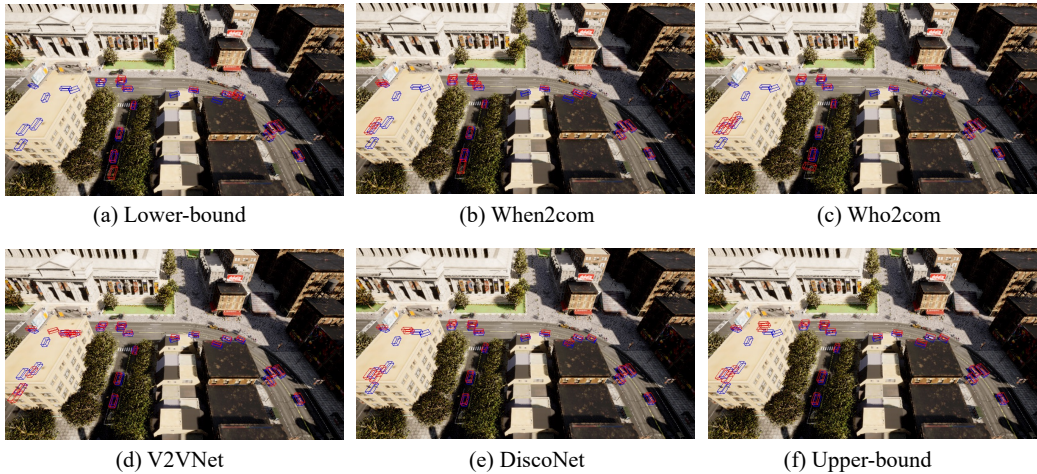 (a) Lower-bound
(b) When2com
(c) Who2com
(d) V2VNet
(e) DiscoNet
(f) Upper-bound